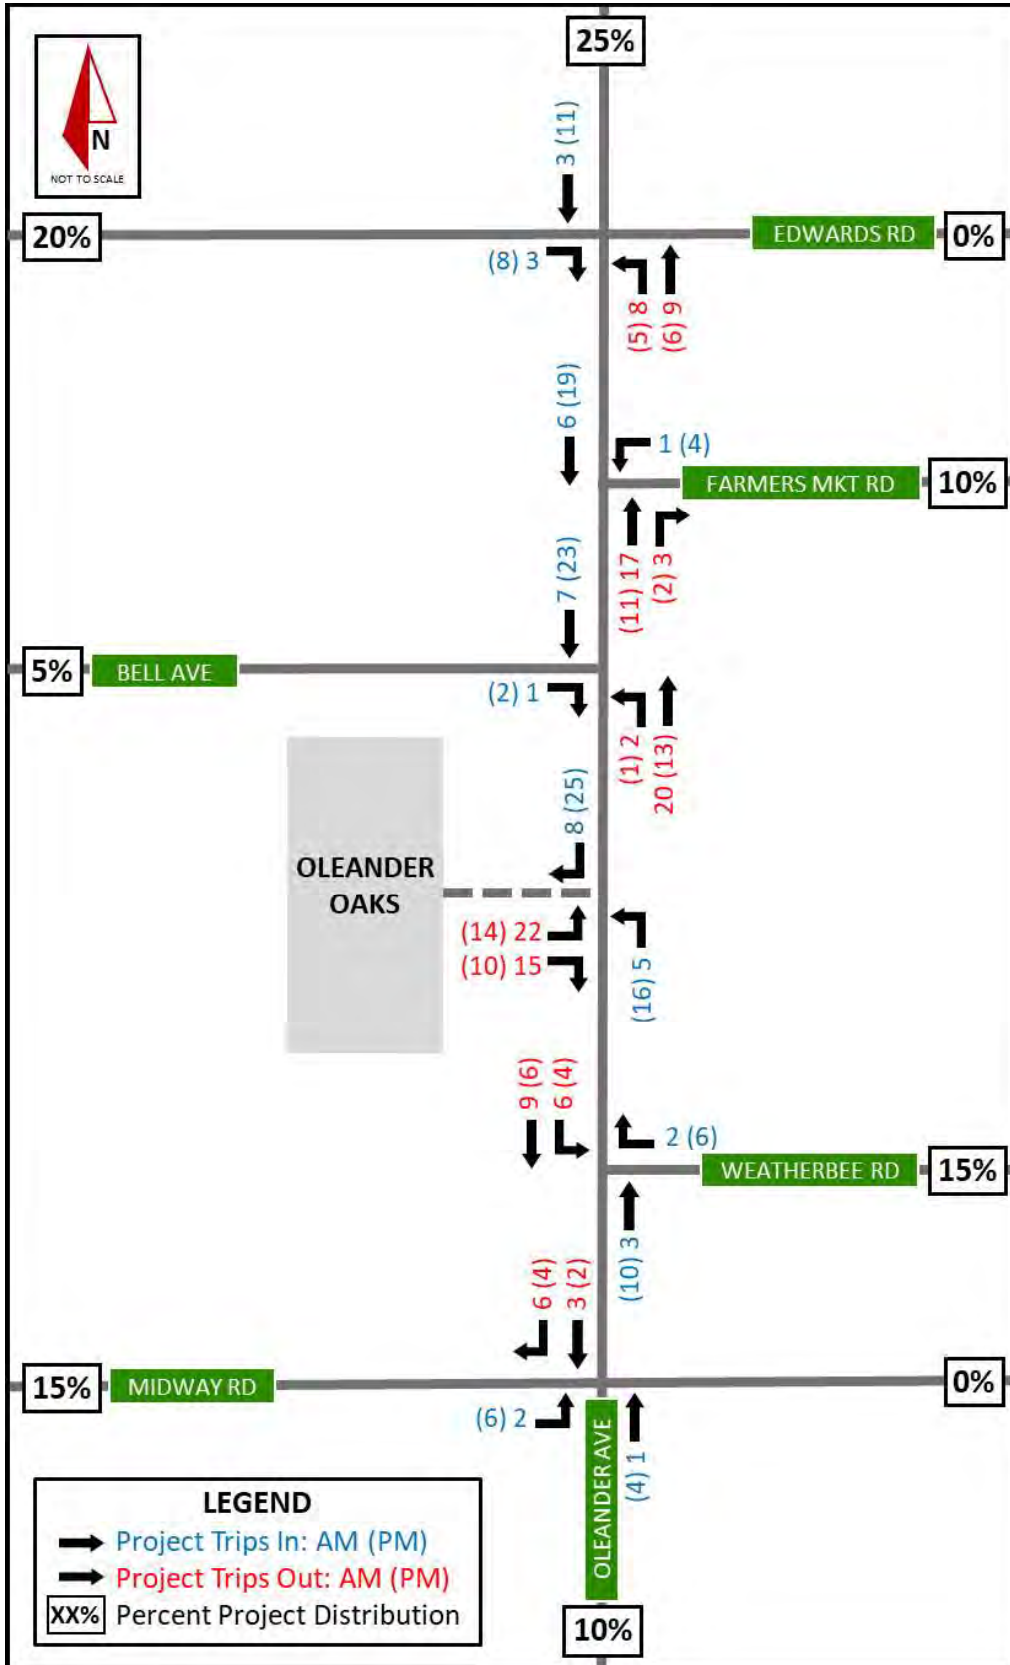 25%
N
NOT TO SCALE
3 (11)
20%
EDWARDS RD
0%
(8) 3
(5) 8
(6) 9
6 (19)
1 (4)
FARMERS MKT RD
10%
7 (23)
(11) 17
(2) 3
5%
BELL AVE
(2) 1
(1) 2
20 (13)
8 (25)
OLEANDER
OAKS
(14) 22
(10) 15
(16) 5
9 (6)
6 (4)
2 (6)
WEATHERBEE RD
15%
(10) 3
6 (4)
3 (2)
15%
MIDWAY RD
0%
(6) 2
(4) 1
OLEANDER AVE
LEGEND
Project Trips In: AM (PM)
Project Trips Out: AM (PM)
XX% Percent Project Distribution
10%